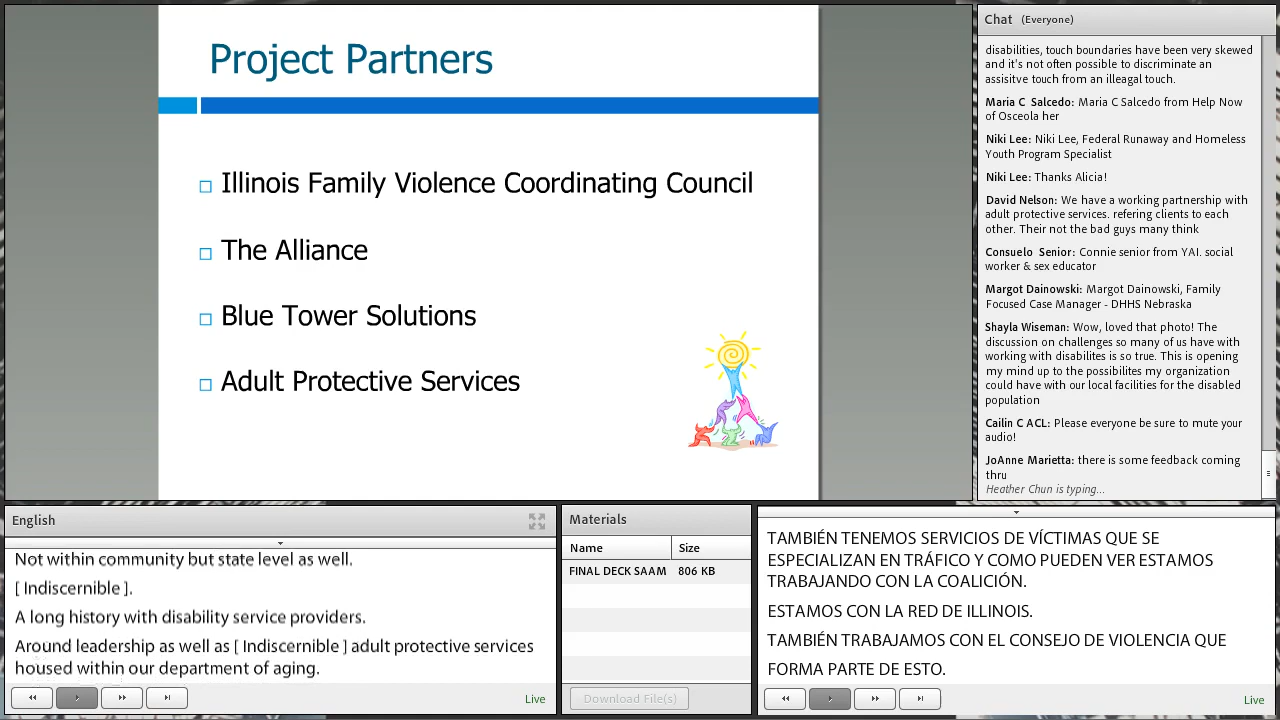 Project Partners
Illinois Family Violence Coordinating Council
The Alliance
Blue Tower Solutions
Adult Protective Services
Chat (Everyone)
disabilities, touch boundaries have been very skewed
and it's not often possible to discriminate an
assisitve touch from an illeagal touch.
Maria C Salcedo: Maria C Salcedo from Help Now
of Osceola her
Niki Lee: Niki Lee, Federal Runaway and Homeless
Youth Program Specialist
Niki Lee: Thanks Alicia!
David Nelson: We have a working partnership with
adult protective services. refering clients to each
other. Their not the bad guys many think
Consuelo Senior: Connie senior from YAI. social
worker & sex educator
Margot Dainowski: Margot Dainowski, Family
Focused Case Manager - DHHS Nebraska
Shayla Wiseman: Wow, loved that photo! The
discussion on challenges so many of us have with
working with disabilites is so true. This is opening
my mind up to the possibilites my organization
could have with our local facilities for the disabled
population
Cailin C ACL: Please everyone be sure to mute your
audio!
JoAnne Marietta: there is some feedback coming
thru
Heather Chun is typing...
English
Not within community but state level as well.
[ Indiscernible ].
A long history with disability service providers.
Around leadership as well as [ Indiscernible ] adult protective services
housed within our department of aging.
Live
Materials
Name Size
FINAL DECK SAAM 806 KB
Download File(s)
TAMBIÉN TENEMOS SERVICIOS DE VÍCTIMAS QUE SE
ESPECIALIZAN EN TRÁFICO Y COMO PUEDEN VER ESTAMOS
TRABAJANDO CON LA COALICIÓN.
ESTAMOS CON LA RED DE ILLINOIS.
TAMBIÉN TRABAJAMOS CON EL CONSEJO DE VIOLENCIA QUE
FORMA PARTE DE ESTO.
Live